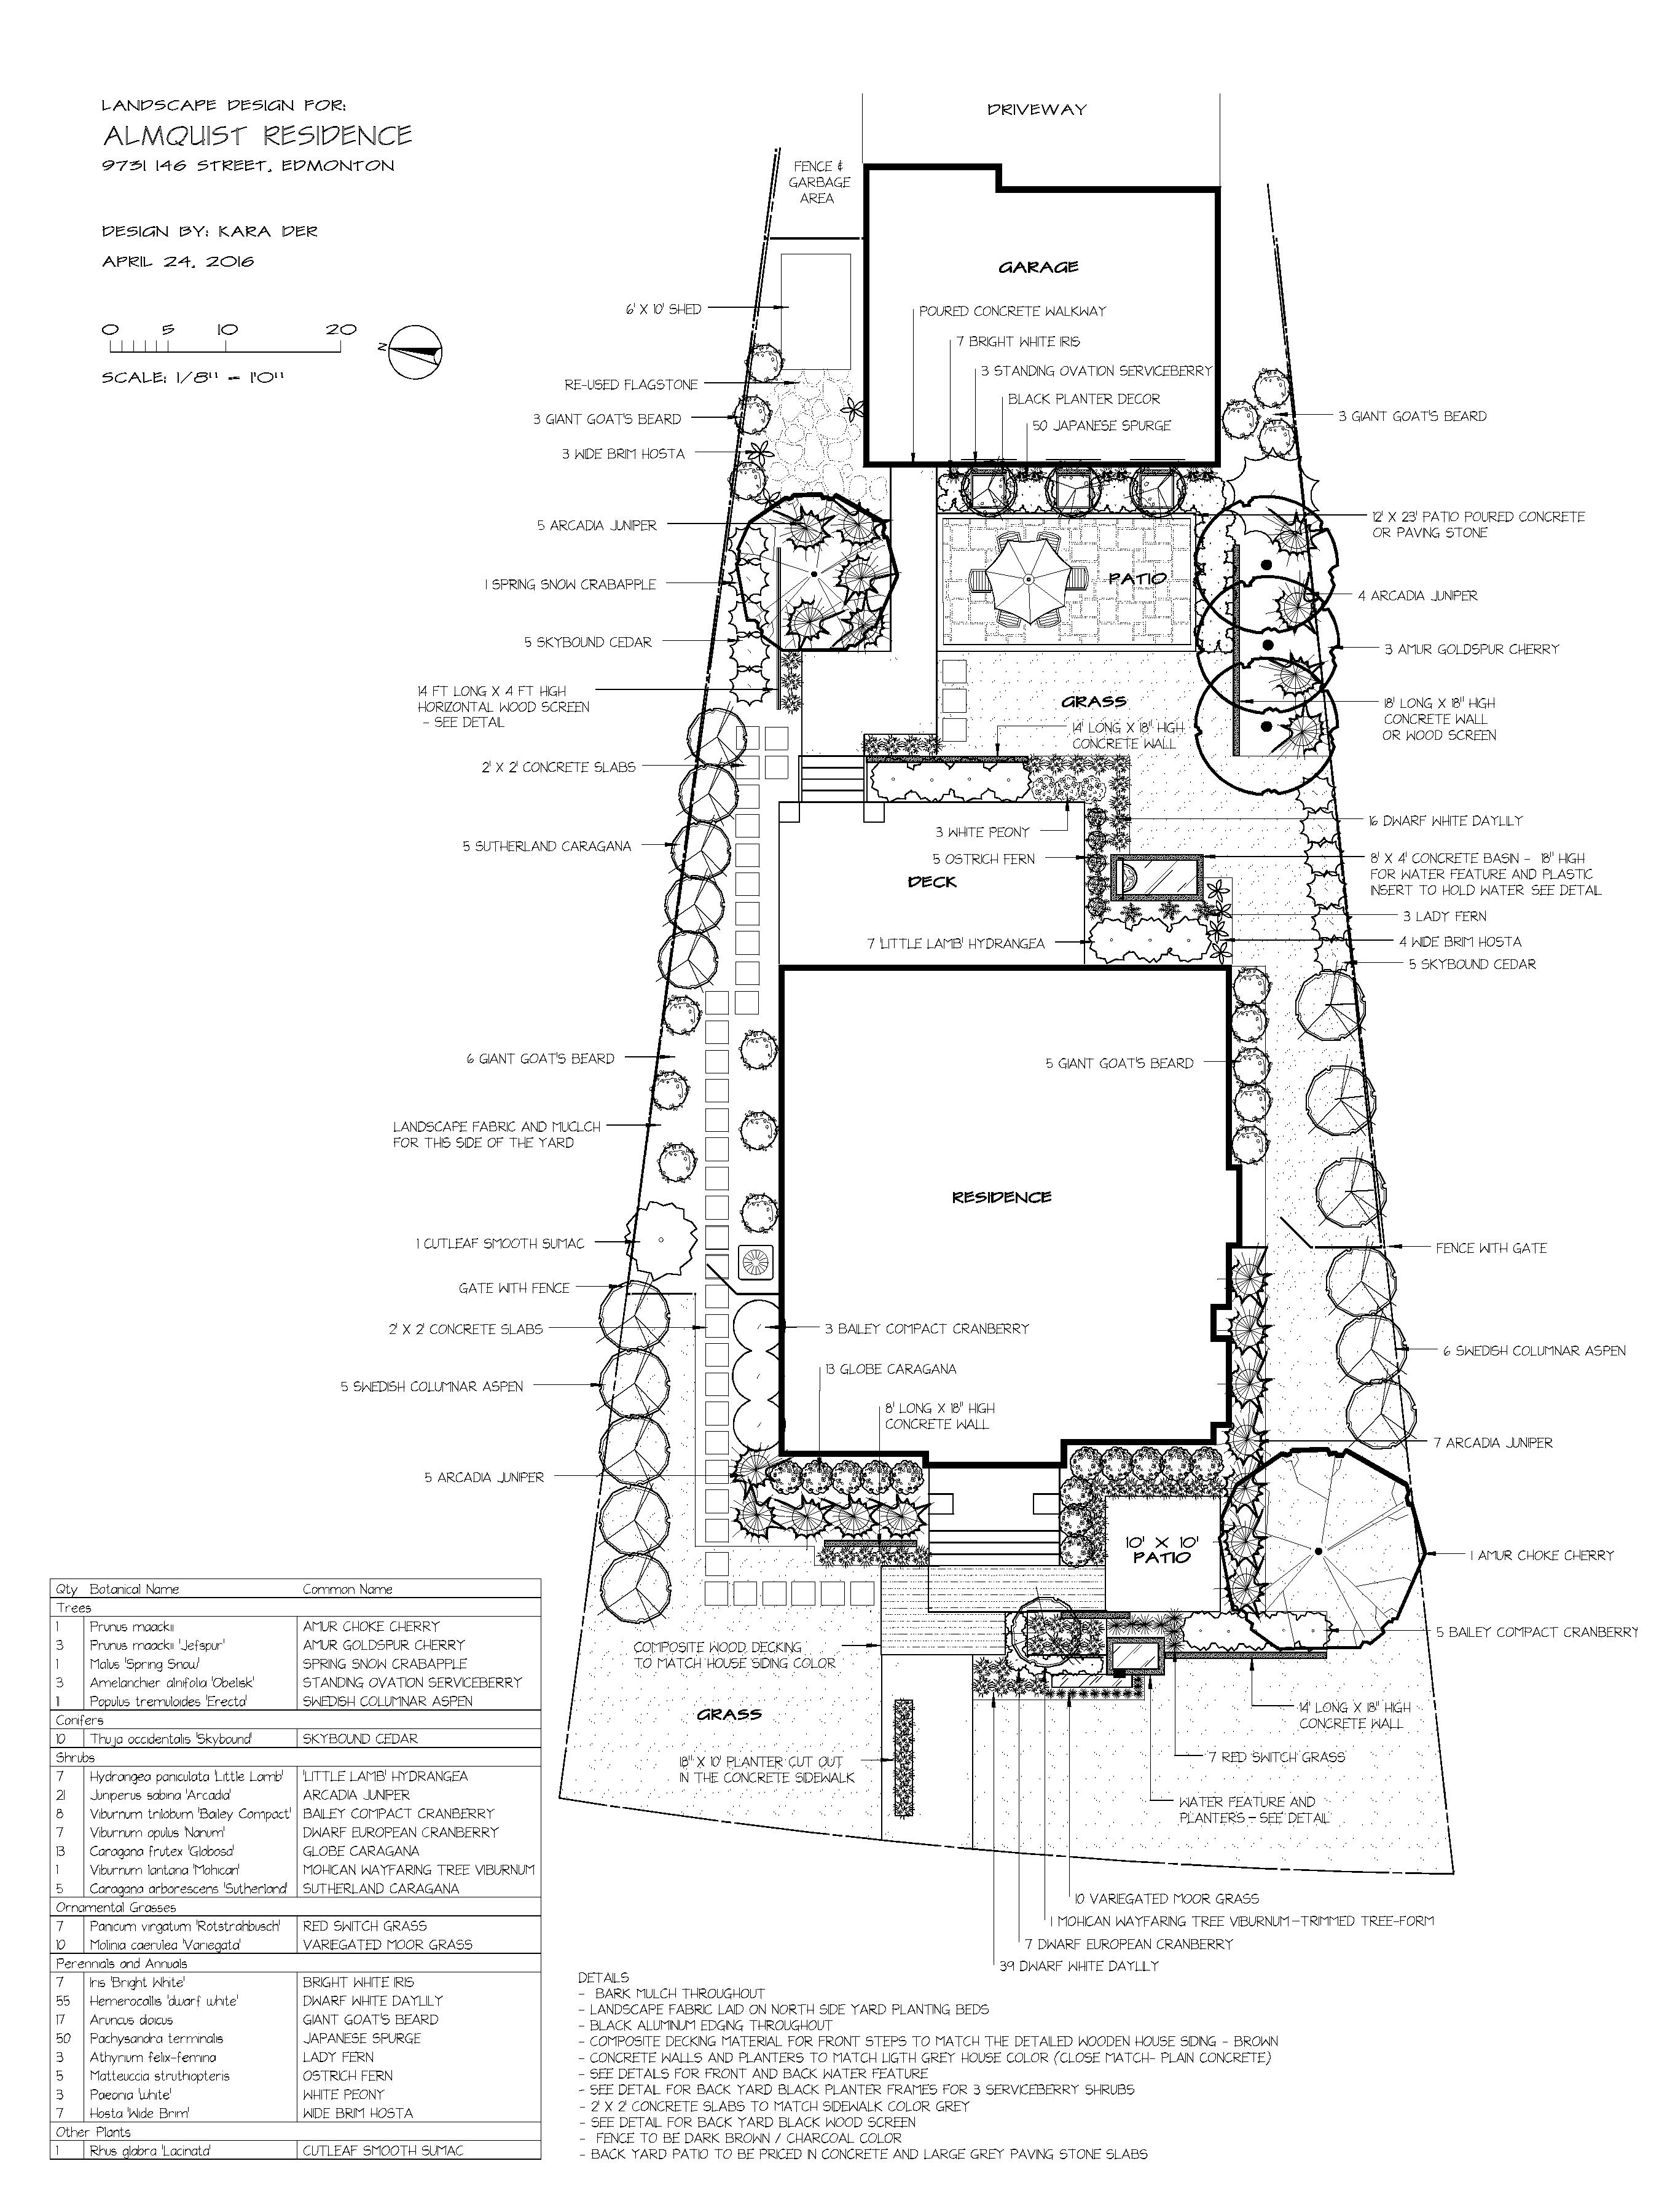 LANDSCAPE DESIGN FOR:
ALMQUIST RESIDENCE
9731 146 STREET, EDMONTON
DESIGN BY: KARA DER
APRIL 24, 2016
0 5 10 20
N
SCALE: 1/8" = 1'0"
DRIVEWAY
FENCE &
GARBAGE
AREA
GARAGE
6' X 10' SHED
POURED CONCRETE WALKWAY
7 BRIGHT WHITE IRIS
3 STANDING OVATION SERVICEBERRY
BLACK PLANTER DECOR
50 JAPANESE SPURGE
RE-USED FLAGSTONE
3 GIANT GOAT'S BEARD
3 WIDE BRIM HOSTA
3 GIANT GOAT'S BEARD
5 ARCADIA JUNIPER
12' X 23' PATIO POURED CONCRETE
OR PAVING STONE
1 SPRING SNOW CRABAPPLE
PATIO
4 ARCADIA JUNIPER
5 SKYBOUND CEDAR
3 AMUR GOLDSPUR CHERRY
14 FT LONG X 4 FT HIGH
HORIZONTAL WOOD SCREEN
- SEE DETAIL
GRASS
14' LONG X 18" HIGH
CONCRETE WALL
18' LONG X 18" HIGH
CONCRETE WALL
OR WOOD SCREEN
2' X 2' CONCRETE SLABS
3 WHITE PEONY
16 DWARF WHITE DAYLILY
5 SUTHERLAND CARAGANA
5 OSTRICH FERN
8' X 4' CONCRETE BASIN - 18" HIGH
FOR WATER FEATURE AND PLASTIC
INSERT TO HOLD WATER SEE DETAIL
DECK
3 LADY FERN
7 'LITTLE LAMB' HYDRANGEA
4 WIDE BRIM HOSTA
5 SKYBOUND CEDAR
6 GIANT GOAT'S BEARD
5 GIANT GOAT'S BEARD
LANDSCAPE FABRIC AND MUCLCH
FOR THIS SIDE OF THE YARD
RESIDENCE
1 CUTLEAF SMOOTH SUMAC
FENCE WITH GATE
GATE WITH FENCE
2' X 2' CONCRETE SLABS
3 BAILEY COMPACT CRANBERRY
6 SWEDISH COLUMNAR ASPEN
13 GLOBE CARAGANA
5 SWEDISH COLUMNAR ASPEN
8' LONG X 18" HIGH
CONCRETE WALL
7 ARCADIA JUNIPER
5 ARCADIA JUNIPER
10' X 10'
PATIO
1 AMUR CHOKE CHERRY
COMPOSITE WOOD DECKING
TO MATCH HOUSE SIDING COLOR
5 BAILEY COMPACT CRANBERRY
GRASS
14' LONG X 18" HIGH
CONCRETE WALL
18" X 10' PLANTER CUT OUT
IN THE CONCRETE SIDEWALK
7 RED SWITCH GRASS
WATER FEATURE AND
PLANTERS - SEE DETAIL
10 VARIEGATED MOOR GRASS
1 MOHICAN WAYFARING TREE VIBURNUM-TRIMMED TREE-FORM
7 DWARF EUROPEAN CRANBERRY
39 DWARF WHITE DAYLILY
Qty Botanical Name Common Name
Trees
1 Prunus maackii AMUR CHOKE CHERRY
3 Prunus maackii 'Jefspur' AMUR GOLDSPUR CHERRY
1 Malus 'Spring Snow' SPRING SNOW CRABAPPLE
3 Amelanchier alnifolia 'Obelisk' STANDING OVATION SERVICEBERRY
11 Populus tremuloides 'Erecta' SWEDISH COLUMNAR ASPEN
Conifers
10 Thuja occidentalis 'Skybound' SKYBOUND CEDAR
Shrubs
7 Hydrangea paniculata 'Little Lamb' 'LITTLE LAMB' HYDRANGEA
21 Juniperus sabina 'Arcadia' ARCADIA JUNIPER
8 Viburnum trilobum 'Bailey Compact' BAILEY COMPACT CRANBERRY
7 Viburnum opulus 'Nanum' DWARF EUROPEAN CRANBERRY
13 Caragana frutex 'Globosa' GLOBE CARAGANA
1 Viburnum lantana 'Mohican' MOHICAN WAYFARING TREE VIBURNUM
5 Caragana arborescens 'Sutherland' SUTHERLAND CARAGANA
Ornamental Grasses
7 Panicum virgatum 'Rotstrahbusch' RED SWITCH GRASS
10 Molinia caerulea 'Variegata' VARIEGATED MOOR GRASS
Perennials and Annuals
7 Iris 'Bright White' BRIGHT WHITE IRIS
55 Hemerocallis 'dwarf white' DWARF WHITE DAYLILY
17 Aruncus dioicus GIANT GOAT'S BEARD
50 Pachysandra terminalis JAPANESE SPURGE
3 Athyrium felix-femina LADY FERN
5 Matteuccia struthiopteris OSTRICH FERN
3 Paeonia 'white' WHITE PEONY
7 Hosta 'Wide Brim' WIDE BRIM HOSTA
Other Plants
1 Rhus glabra 'Lacinata' CUTLEAF SMOOTH SUMAC
DETAILS
- BARK MULCH THROUGHOUT
- LANDSCAPE FABRIC LAID ON NORTH SIDE YARD PLANTING BEDS
- BLACK ALUMINUM EDGING THROUGHOUT
- COMPOSITE DECKING MATERIAL FOR FRONT STEPS TO MATCH THE DETAILED WOODEN HOUSE SIDING - BROWN
- CONCRETE WALLS AND PLANTERS TO MATCH LIGTH GREY HOUSE COLOR (CLOSE MATCH- PLAIN CONCRETE)
- SEE DETAILS FOR FRONT AND BACK WATER FEATURE
- SEE DETAIL FOR BACK YARD BLACK PLANTER FRAMES FOR 3 SERVICEBERRY SHRUBS
- 2' X 2' CONCRETE SLABS TO MATCH SIDEWALK COLOR GREY
- SEE DETAIL FOR BACK YARD BLACK WOOD SCREEN
- FENCE TO BE DARK BROWN / CHARCOAL COLOR
- BACK YARD PATIO TO BE PRICED IN CONCRETE AND LARGE GREY PAVING STONE SLABS